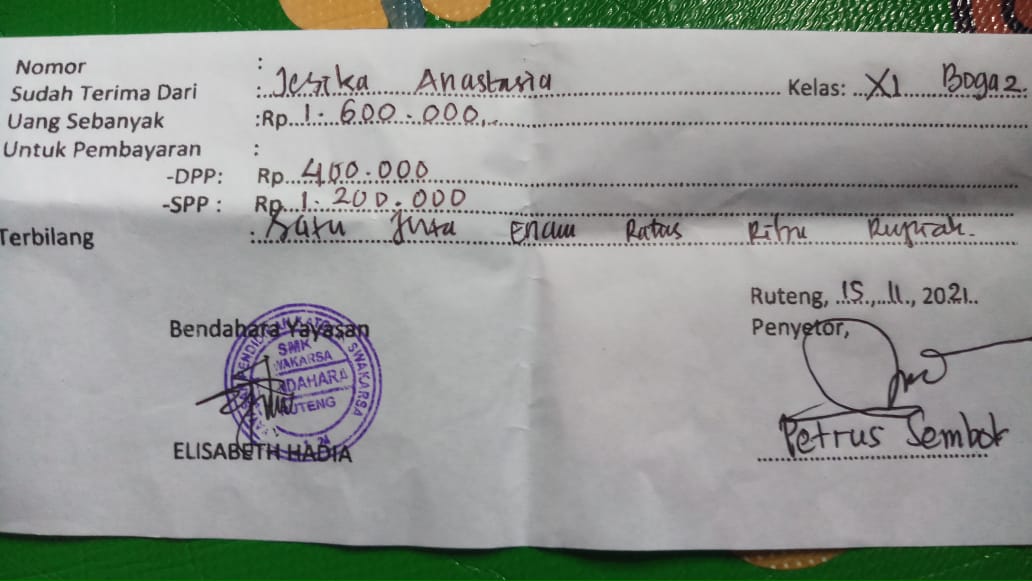 Nomor :
Sudah Terima Dari : Jesika Anastasia Kelas: XI Boga 2.
Uang Sebanyak :Rp 1.600.000,-
Untuk Pembayaran :
-DPP: Rp. 400.000
-SPP : Rp. 1.200.000
Terbilang : Satu Juta Enam Ratus Ribu Rupiah.
Ruteng, 15, 11, 2021..
Bendahara Yayasan
Penyetor,
SMK
SWAKARSA
BENDAHARA
RUTENG
ELISABETH HADIA
Petrus Sembok